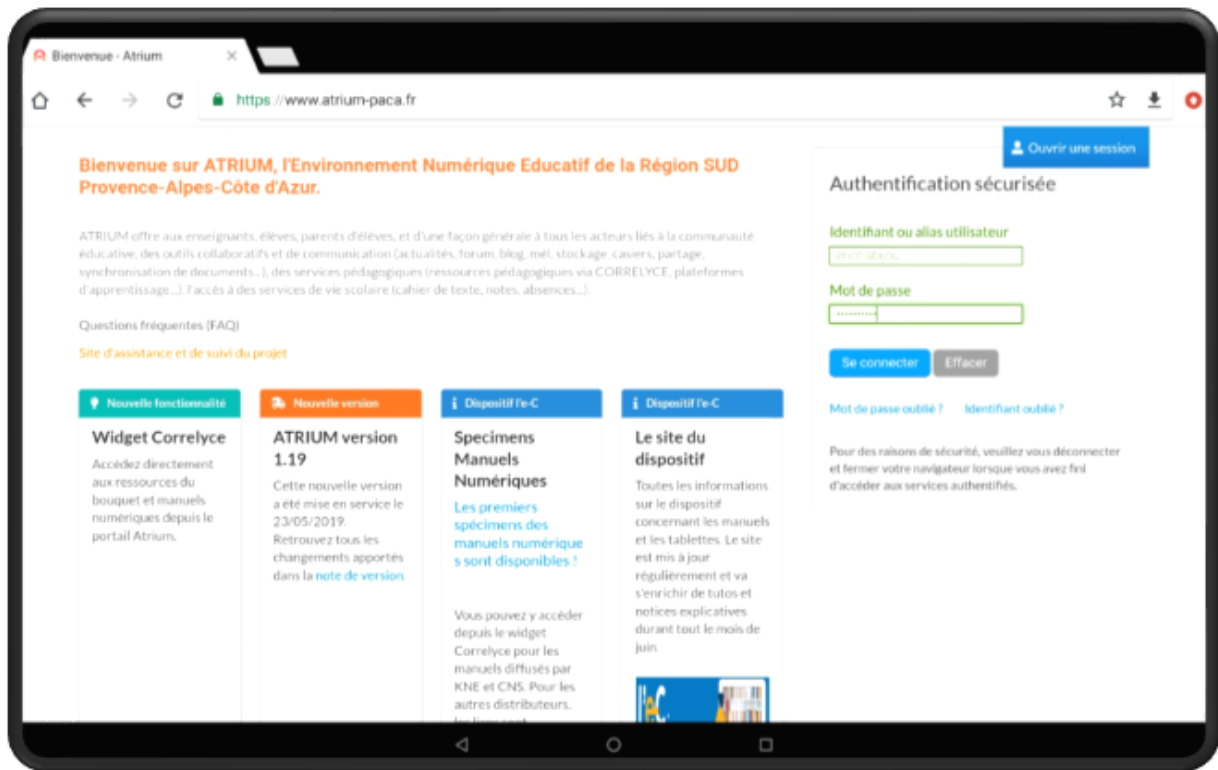 Bienvenue - Atrium
https://www.atrium-paca.fr
Ouvrir une session
Bienvenue sur ATRIUM, l'Environnement Numérique Educatif de la Région SUD
Provence-Alpes-Côte d'Azur.
ATRIUM offre aux enseignants, élèves, parents d'élèves, et d'une façon générale à tous les acteurs liés à la communauté
éducative, des outils collaboratifs et de communication (actualités, forum, blog, mél, stockage, casiers, partage,
synchronisation de documents...), des services pédagogiques (ressources pédagogiques via CORRELYCE, plateformes
d'apprentissage...), l'accès à des services de vie scolaire (cahier de texte, notes, absences...).
Questions fréquentes (FAQ)
Site d'assistance et de suivi du projet
Nouvelle fonctionnalité
Widget Correlyce
Accédez directement
aux ressources du
bouquet et manuels
numériques depuis le
portail Atrium.
Nouvelle version
ATRIUM version
1.19
Cette nouvelle version
a été mise en service le
23/05/2019.
Retrouvez tous les
changements apportés
dans la note de version.
Dispositif l'e-C
Specimens
Manuels
Numériques
Les premiers
spécimens des
manuels numérique
s sont disponibles !
Vous pouvez y accéder
depuis le widget
Correlyce pour les
manuels diffusés par
KNE et CNS. Pour les
autres distributeurs,
Dispositif l'e-C
Le site du
dispositif
Toutes les informations
sur le dispositif
concernant les manuels
et les tablettes. Le site
est mis à jour
régulièrement et va
s'enrichir de tutos et
notices explicatives
durant tout le mois de
juin.
l'eC.
Authentification sécurisée
Identifiant ou alias utilisateur
Mot de passe
Se connecter Effacer
Mot de passe oublié ? Identifiant oublié ?
Pour des raisons de sécurité, veuillez vous déconnecter
et fermer votre navigateur lorsque vous avez fini
d'accéder aux services authentifiés.